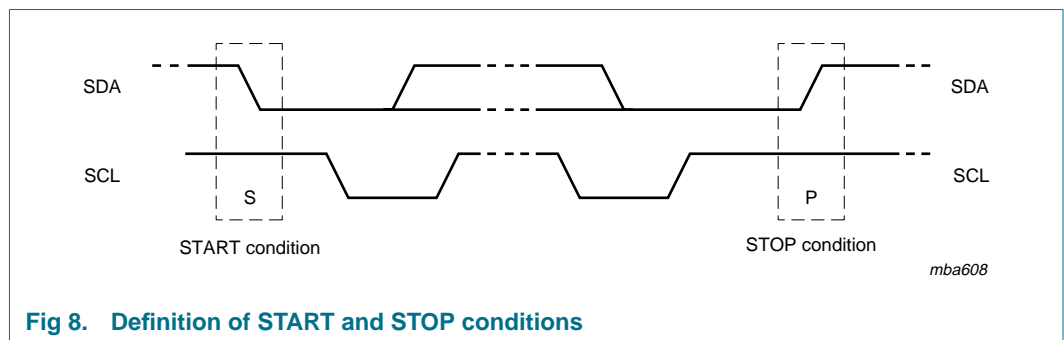 SDA
SDA
SCL
SCL
S
P
START condition
STOP condition
mba608
Fig 8. Definition of START and STOP conditions